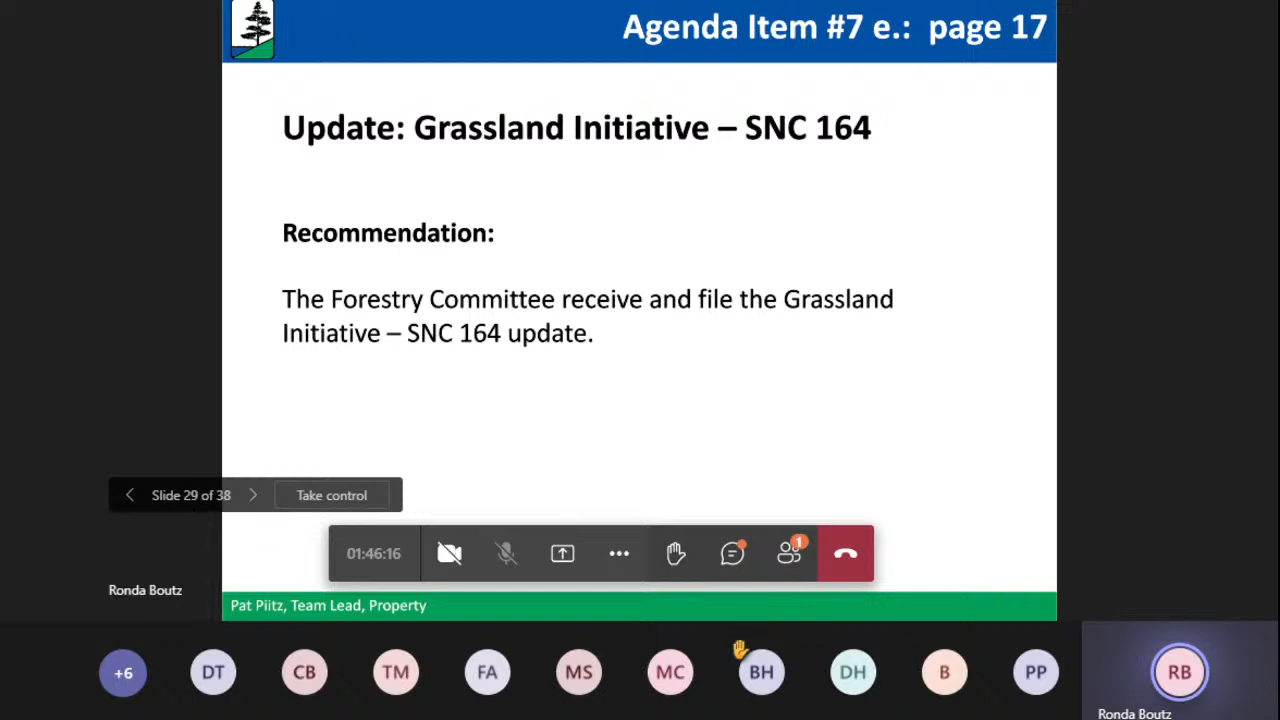 Agenda Item #7 e.: page 17
Update: Grassland Initiative – SNC 164
Recommendation:
The Forestry Committee receive and file the Grassland
Initiative – SNC 164 update.
Slide 29 of 38
Take control
01:46:16
1
Ronda Boutz
Pat Piitz, Team Lead, Property
+6
DT
CB
TM
FA
MS
MC
BH
DH
B
PP
RB
Ronda Boutz